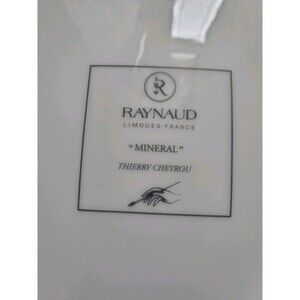 R
RAYNAUD
LIMOGES-FRANCE
"MINERAL"
THIERRY CHEYROU